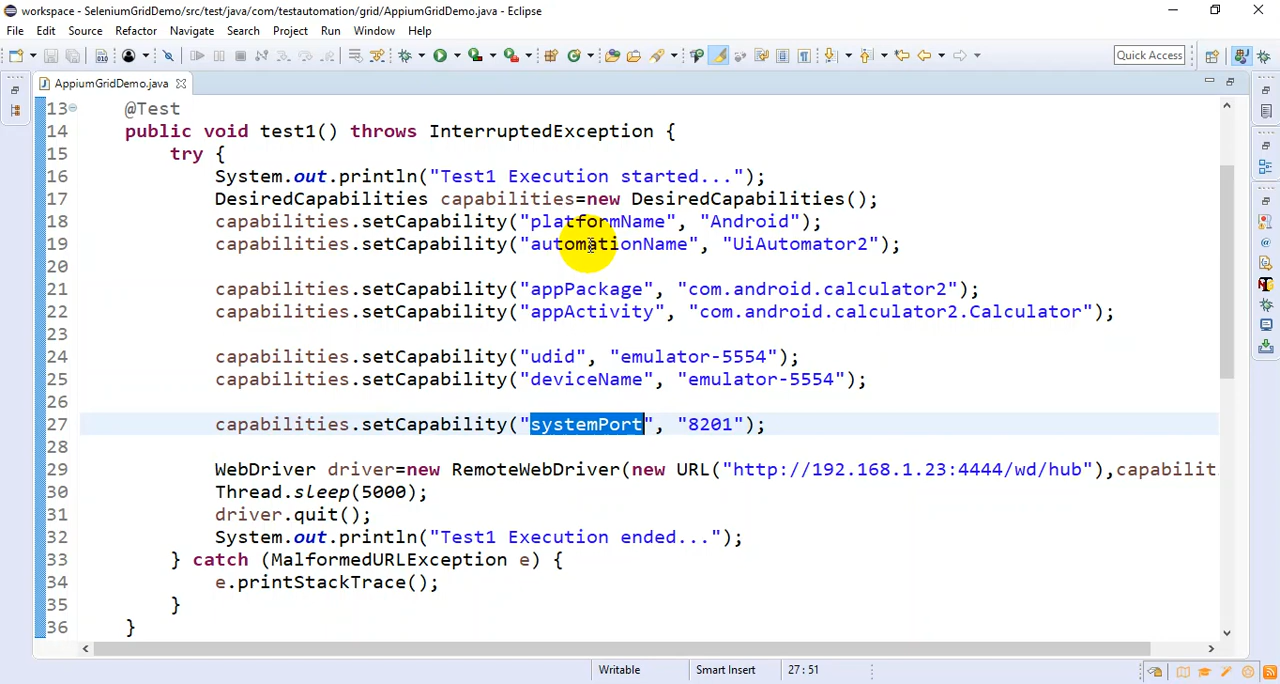 workspace - SeleniumGridDemo/src/test/java/com/testautomation/grid/AppiumGridDemo.java - Eclipse
File Edit Source Refactor Navigate Search Project Run Window Help
Quick Access
AppiumGridDemo.java
13 @Test
14 public void test1() throws InterruptedException {
15 try {
16 System.out.println("Test1 Execution started...");
17 DesiredCapabilities capabilities=new DesiredCapabilities();
18 capabilities.setCapability("platformName", "Android");
19 capabilities.setCapability("automationName", "UiAutomator2");
20
21 capabilities.setCapability("appPackage", "com.android.calculator2");
22 capabilities.setCapability("appActivity", "com.android.calculator2.Calculator");
23
24 capabilities.setCapability("udid", "emulator-5554");
25 capabilities.setCapability("deviceName", "emulator-5554");
26
27 capabilities.setCapability("systemPort", "8201");
28
29 WebDriver driver=new RemoteWebDriver(new URL("http://192.168.1.23:4444/wd/hub"),capabilit
30 Thread.sleep(5000);
31 driver.quit();
32 System.out.println("Test1 Execution ended...");
33 } catch (MalformedURLException e) {
34 e.printStackTrace();
35 }
36 }
Writable Smart Insert 27:51